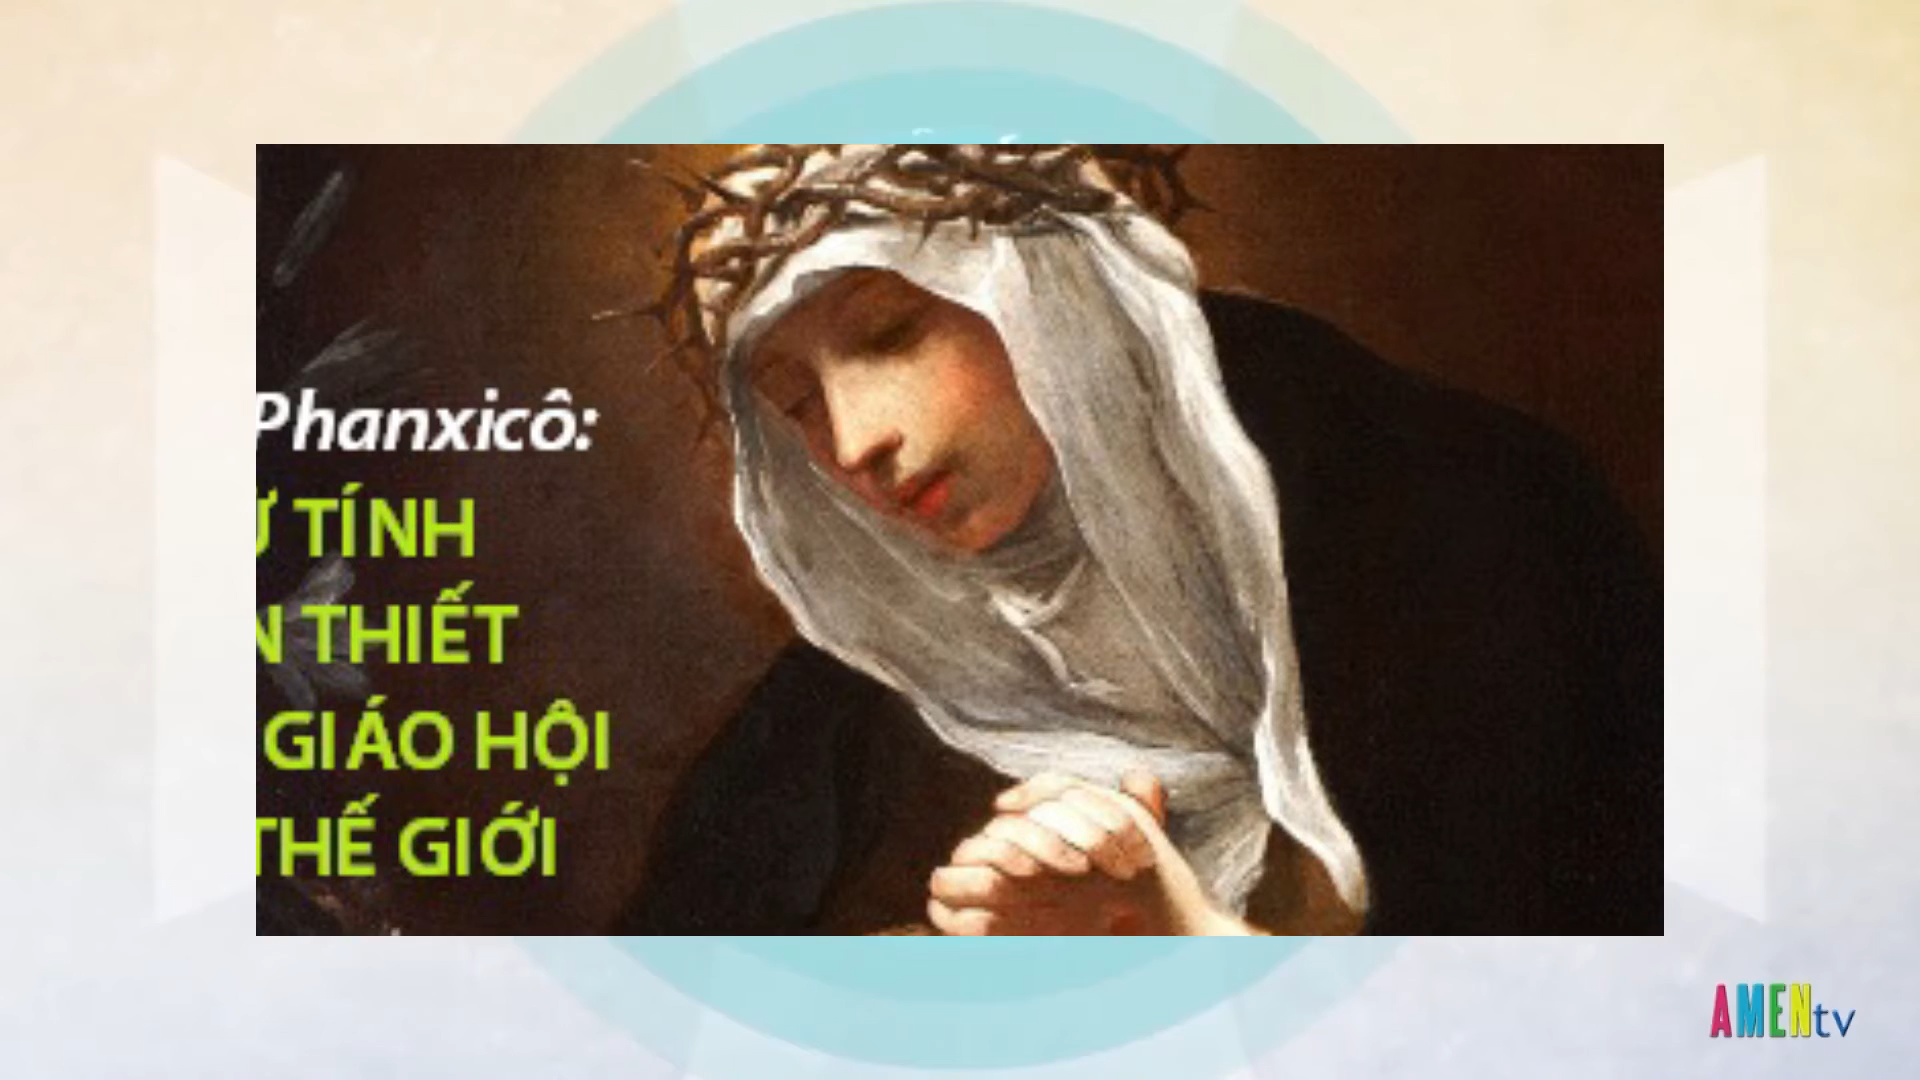 Phanxicô:
TÍNH
THIẾT
GIÁO HỘI
THẾ GIỚI
AMENtv